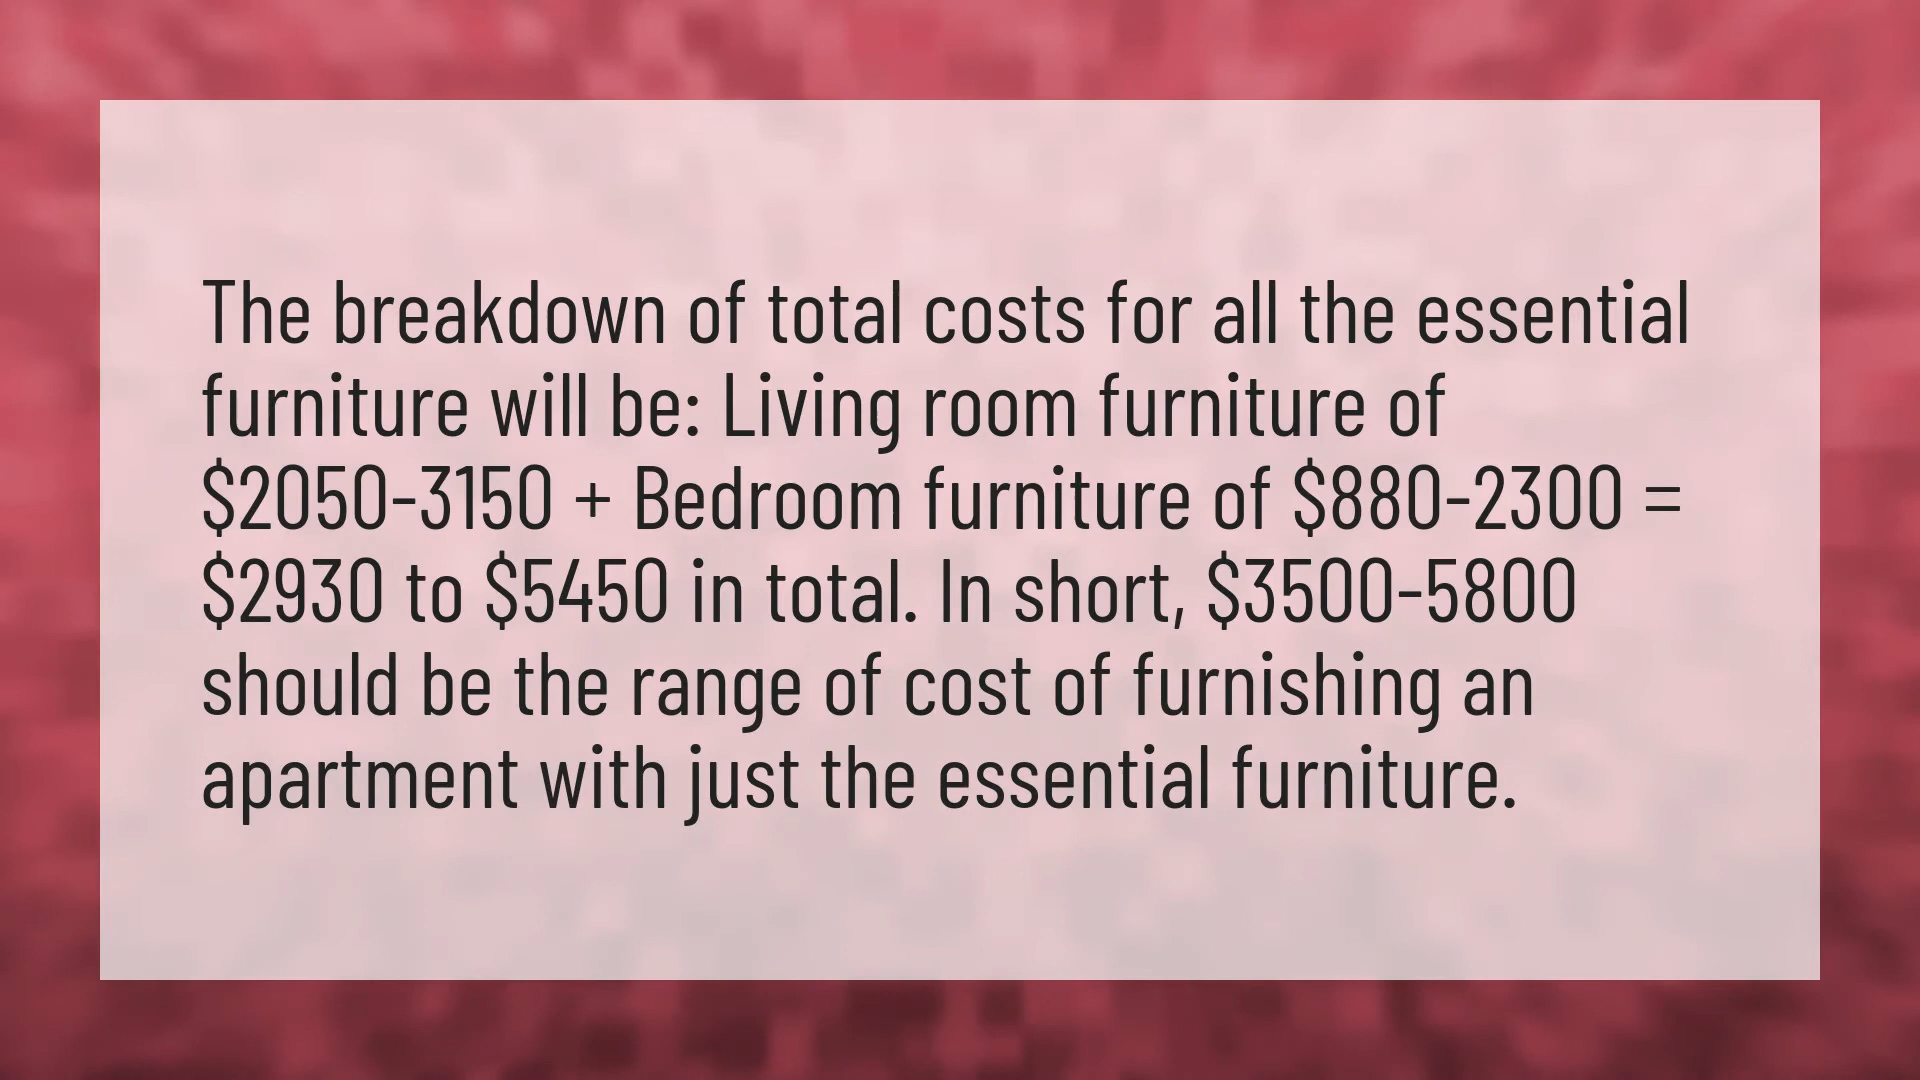 The breakdown of total costs for all the essential
furniture will be: Living room furniture of
$2050-3150 + Bedroom furniture of $880-2300 =
$2930 to $5450 in total. In short, $3500-5800
should be the range of cost of furnishing an
apartment with just the essential furniture.